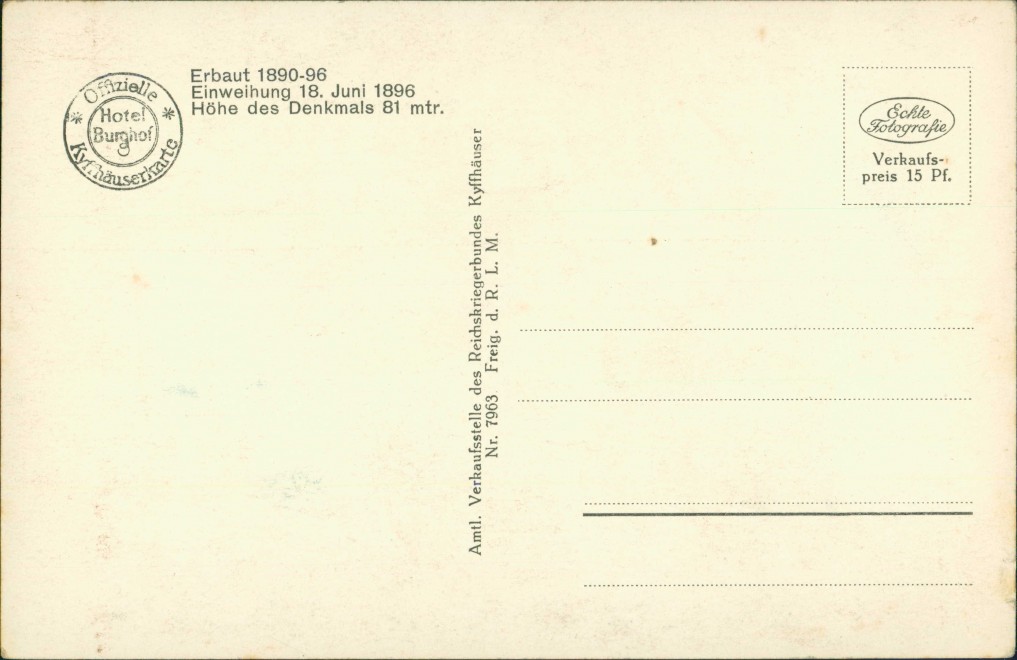 Offizielle
Hotel
Burghof
Kyffhäuserkarte
Erbaut 1890-96
Einweihung 18. Juni 1896
Höhe des Denkmals 81 mtr.
Amtl. Verkaufsstelle des Reichskriegerbundes Kyffhäuser
Nr. 7963 Freig. d. R. L. M.
Echte
Fotografie
Verkaufs-
preis 15 Pf.